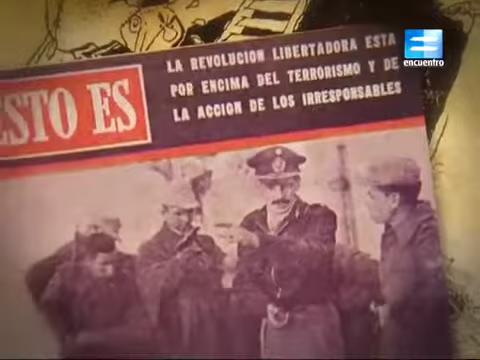 LA REVOLUCION LIBERTADORA ESTA
POR ENCIMA DEL TERRORISMO Y DE
LA ACCION DE LOS IRRESPONSABLES
ESTO ES
encuentro